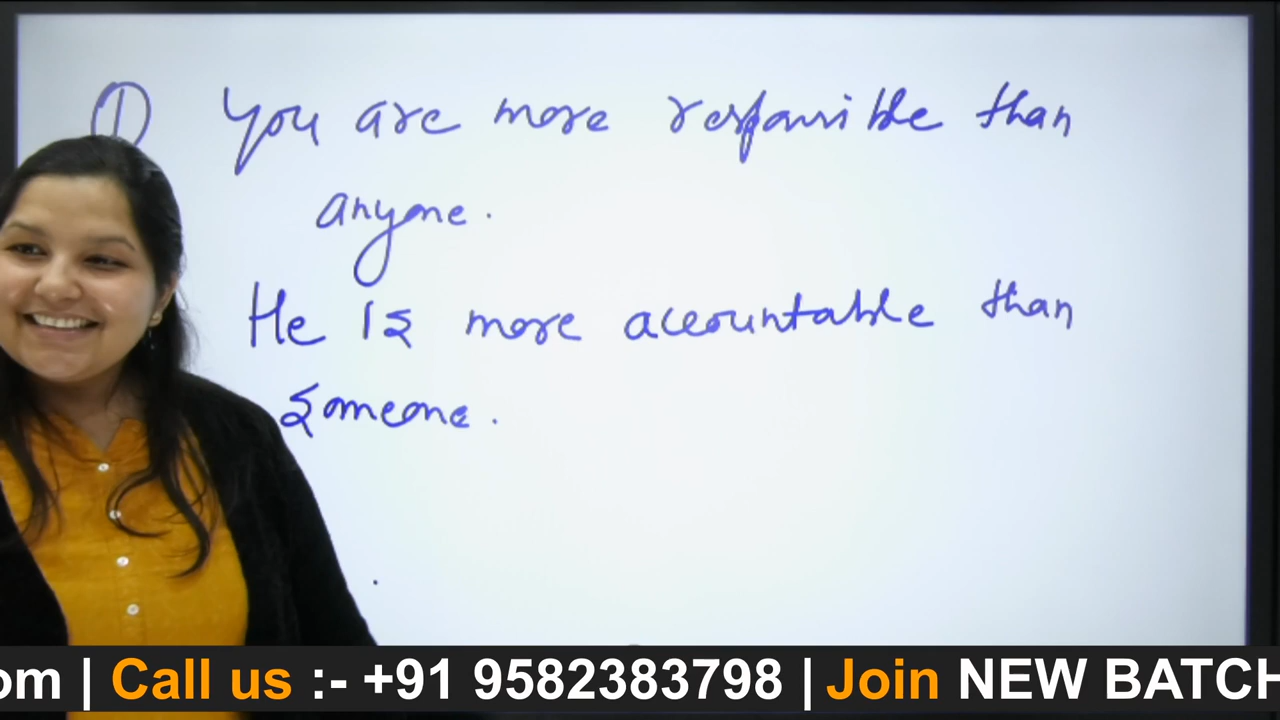 1 You are more responsible than
anyone.
He is more accountable than
someone.
om | Call us :- +91 9582383798 | Join NEW BATCH